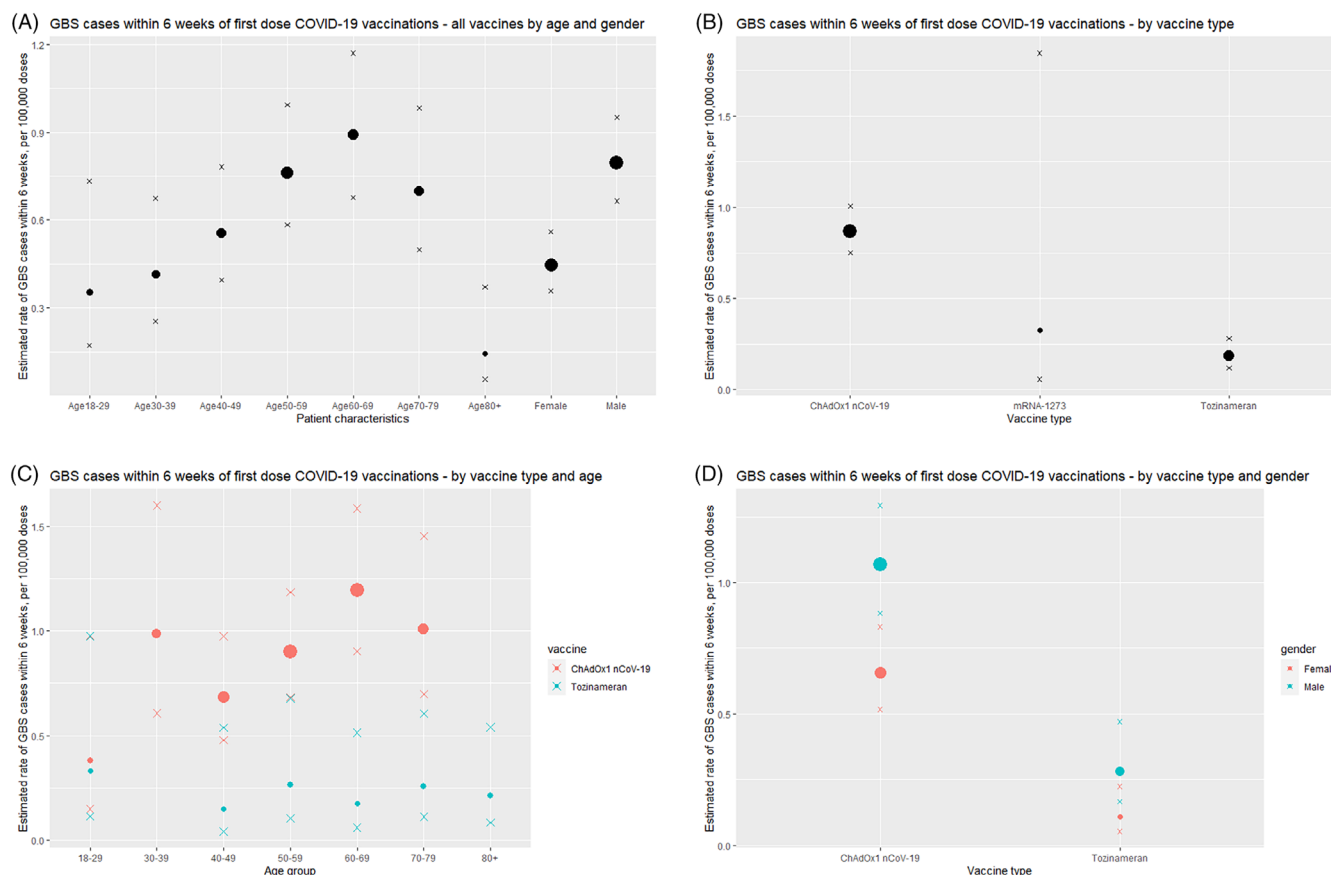 (A) GBS cases within 6 weeks of first dose COVID-19 vaccinations - all vaccines by age and gender
Estimated rate of GBS cases within 6 weeks, per 100,000 doses
1.2
0.9
0.6
0.3
Age18-29 Age30-39 Age40-49 Age50-59 Age60-69 Age70-79 Age80+ Female Male
Patient characteristics
(B) GBS cases within 6 weeks of first dose COVID-19 vaccinations - by vaccine type
Estimated rate of GBS cases within 6 weeks, per 100,000 doses
1.5
1.0
0.5
0.0
ChAdOx1 nCoV-19 mRNA-1273 Tozinameran
Vaccine type
(C) GBS cases within 6 weeks of first dose COVID-19 vaccinations - by vaccine type and age
Estimated rate of GBS cases within 6 weeks, per 100,000 doses
1.5
1.0
0.5
0.0
18-29 30-39 40-49 50-59 60-69 70-79 80+
Age group
vaccine
ChAdOx1 nCoV-19
Tozinameran
(D) GBS cases within 6 weeks of first dose COVID-19 vaccinations - by vaccine type and gender
Estimated rate of GBS cases within 6 weeks, per 100,000 doses
1.0
0.5
0.0
ChAdOx1 nCoV-19 Tozinameran
Vaccine type
gender
Femal
Male